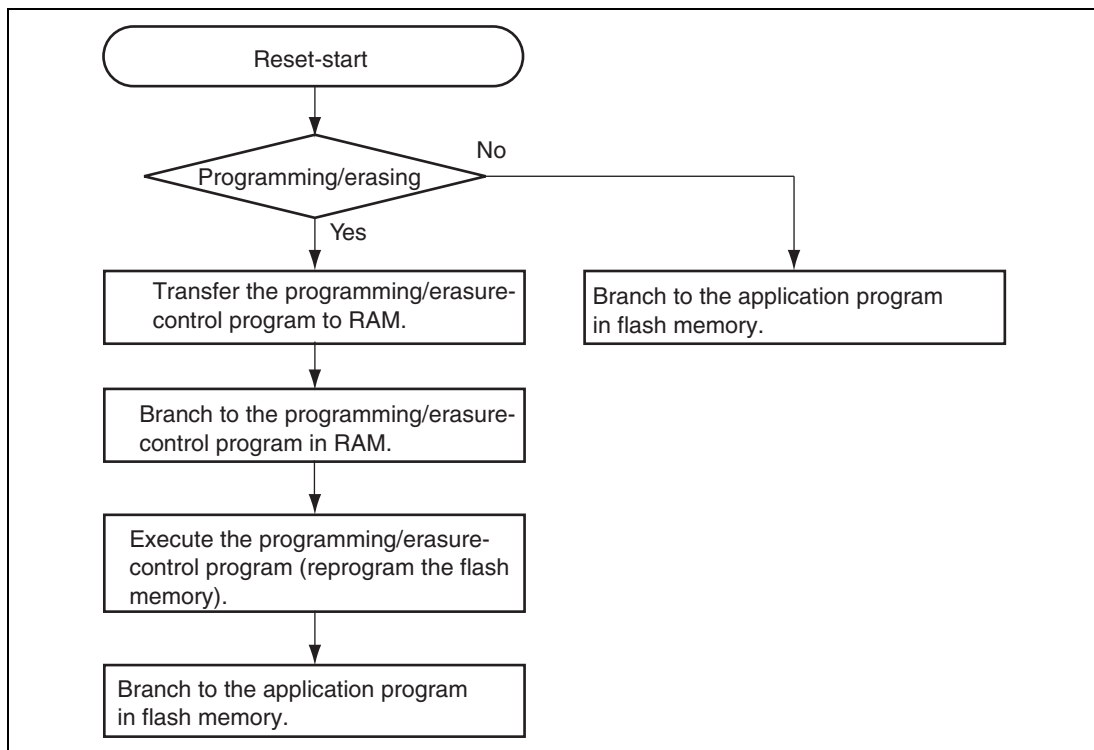 Reset-start
Programming/erasing
No
Yes
Transfer the programming/erasure-
control program to RAM.
Branch to the application program
in flash memory.
Branch to the programming/erasure-
control program in RAM.
Execute the programming/erasure-
control program (reprogram the flash
memory).
Branch to the application program
in flash memory.